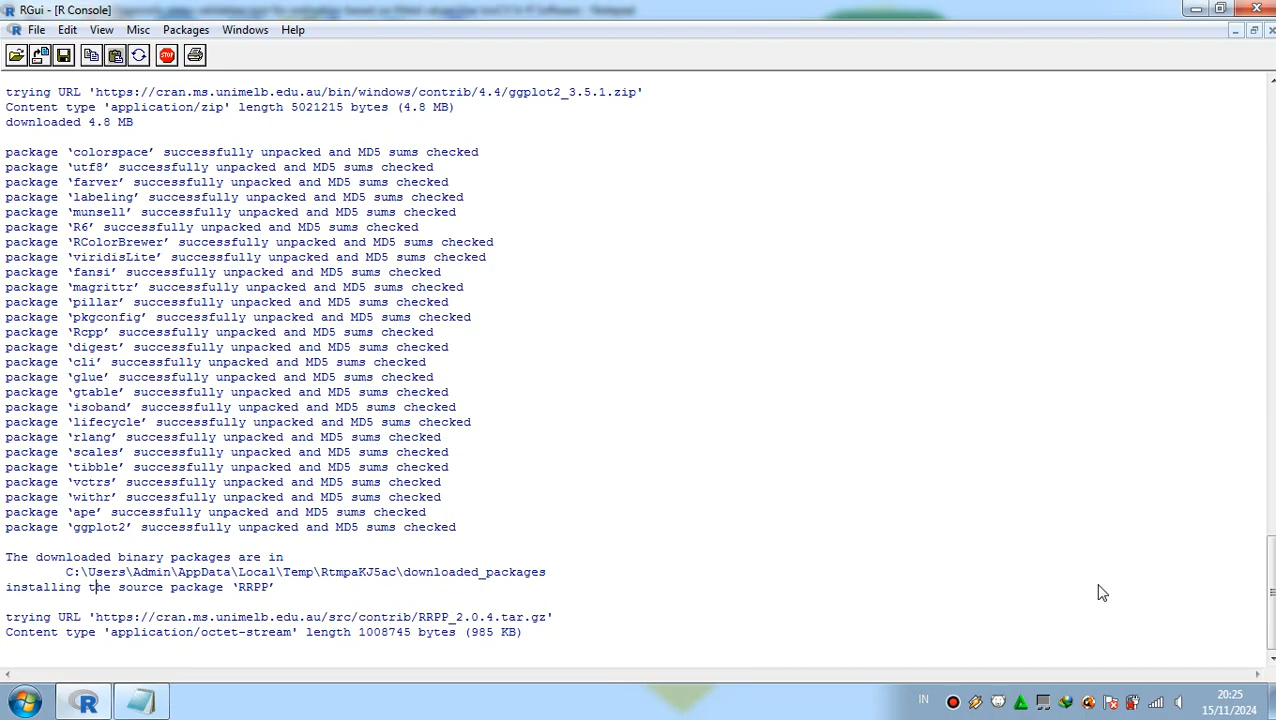 RGui - [R Console]
File Edit View Misc Packages Windows Help
STOP
trying URL 'https://cran.ms.unimelb.edu.au/bin/windows/contrib/4.4/ggplot2_3.5.1.zip'
Content type 'application/zip' length 5021215 bytes (4.8 MB)
downloaded 4.8 MB
package ‘colorspace’ successfully unpacked and MD5 sums checked
package ‘utf8’ successfully unpacked and MD5 sums checked
package ‘farver’ successfully unpacked and MD5 sums checked
package ‘labeling’ successfully unpacked and MD5 sums checked
package ‘munsell’ successfully unpacked and MD5 sums checked
package ‘R6’ successfully unpacked and MD5 sums checked
package ‘RColorBrewer’ successfully unpacked and MD5 sums checked
package ‘viridisLite’ successfully unpacked and MD5 sums checked
package ‘fansi’ successfully unpacked and MD5 sums checked
package ‘magrittr’ successfully unpacked and MD5 sums checked
package ‘pillar’ successfully unpacked and MD5 sums checked
package ‘pkgconfig’ successfully unpacked and MD5 sums checked
package ‘Rcpp’ successfully unpacked and MD5 sums checked
package ‘digest’ successfully unpacked and MD5 sums checked
package ‘cli’ successfully unpacked and MD5 sums checked
package ‘glue’ successfully unpacked and MD5 sums checked
package ‘gtable’ successfully unpacked and MD5 sums checked
package ‘isoband’ successfully unpacked and MD5 sums checked
package ‘lifecycle’ successfully unpacked and MD5 sums checked
package ‘rlang’ successfully unpacked and MD5 sums checked
package ‘scales’ successfully unpacked and MD5 sums checked
package ‘tibble’ successfully unpacked and MD5 sums checked
package ‘vctrs’ successfully unpacked and MD5 sums checked
package ‘withr’ successfully unpacked and MD5 sums checked
package ‘ape’ successfully unpacked and MD5 sums checked
package ‘ggplot2’ successfully unpacked and MD5 sums checked
The downloaded binary packages are in
C:\Users\Admin\AppData\Local\Temp\RtmpaKJ5ac\downloaded_packages
installing the source package ‘RRPP’
trying URL 'https://cran.ms.unimelb.edu.au/src/contrib/RRPP_2.0.4.tar.gz'
Content type 'application/octet-stream' length 1008745 bytes (985 KB)
IN
20:25
15/11/2024